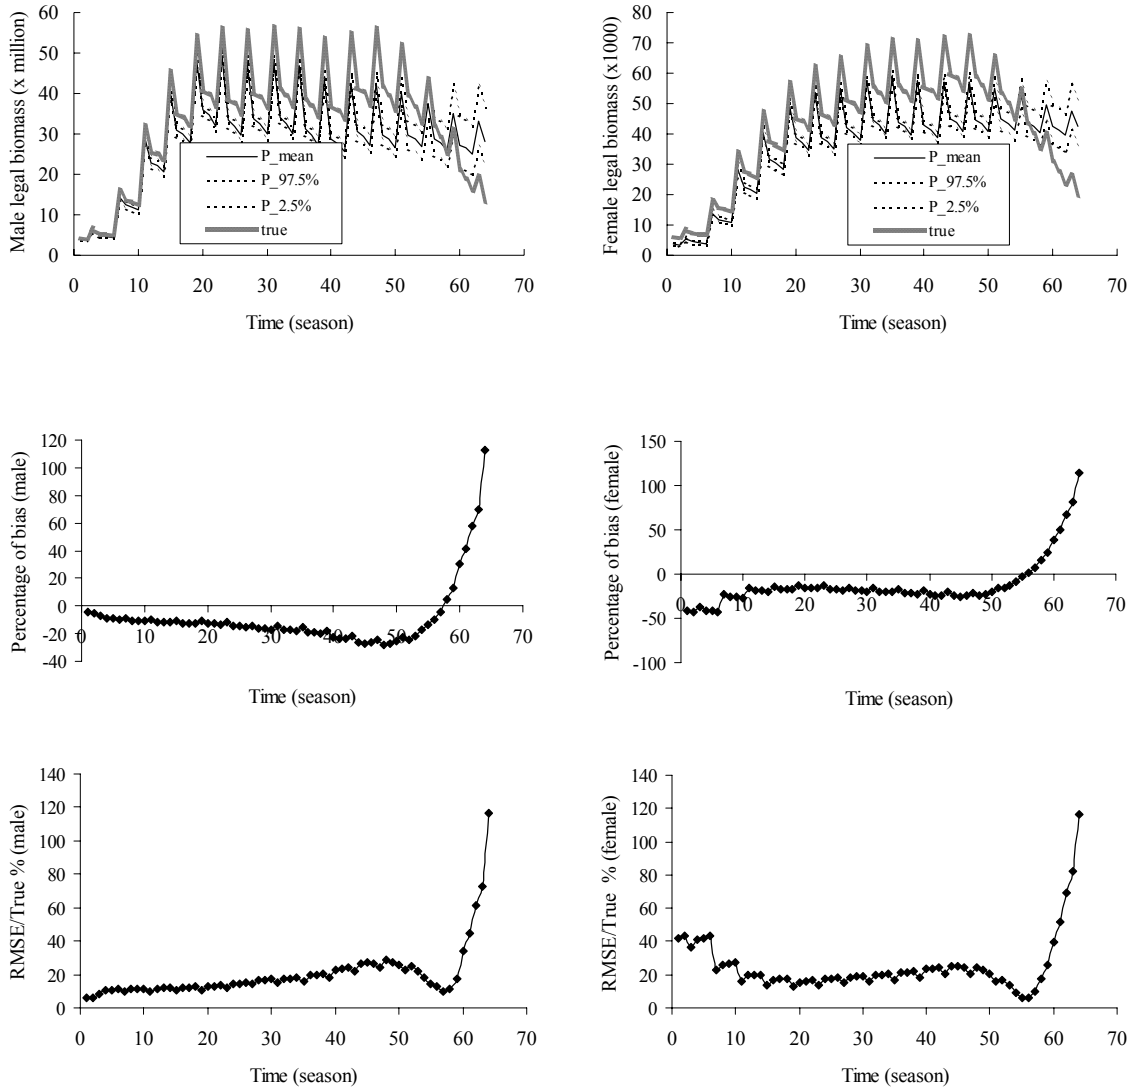 Male legal biomass (x million)
60
50
40
30
20
10
0
P_mean
P_97.5%
P_2.5%
true
0 10 20 30 40 50 60 70
Time (season)
Female legal biomass (x1000)
80
70
60
50
40
30
20
10
0
P_mean
P_97.5%
P_2.5%
true
0 10 20 30 40 50 60 70
Time (season)
Percentage of bias (male)
120
100
80
60
40
20
0
-20
-40
0 10 20 30 40 50 60 70
Time (season)
Percentage of bias (female)
150
100
50
0
-50
-100
0 10 20 30 40 50 60 70
Time (season)
RMSE/True % (male)
140
120
100
80
60
40
20
0
0 10 20 30 40 50 60 70
Time (season)
RMSE/True % (female)
140
120
100
80
60
40
20
0
0 10 20 30 40 50 60 70
Time (season)